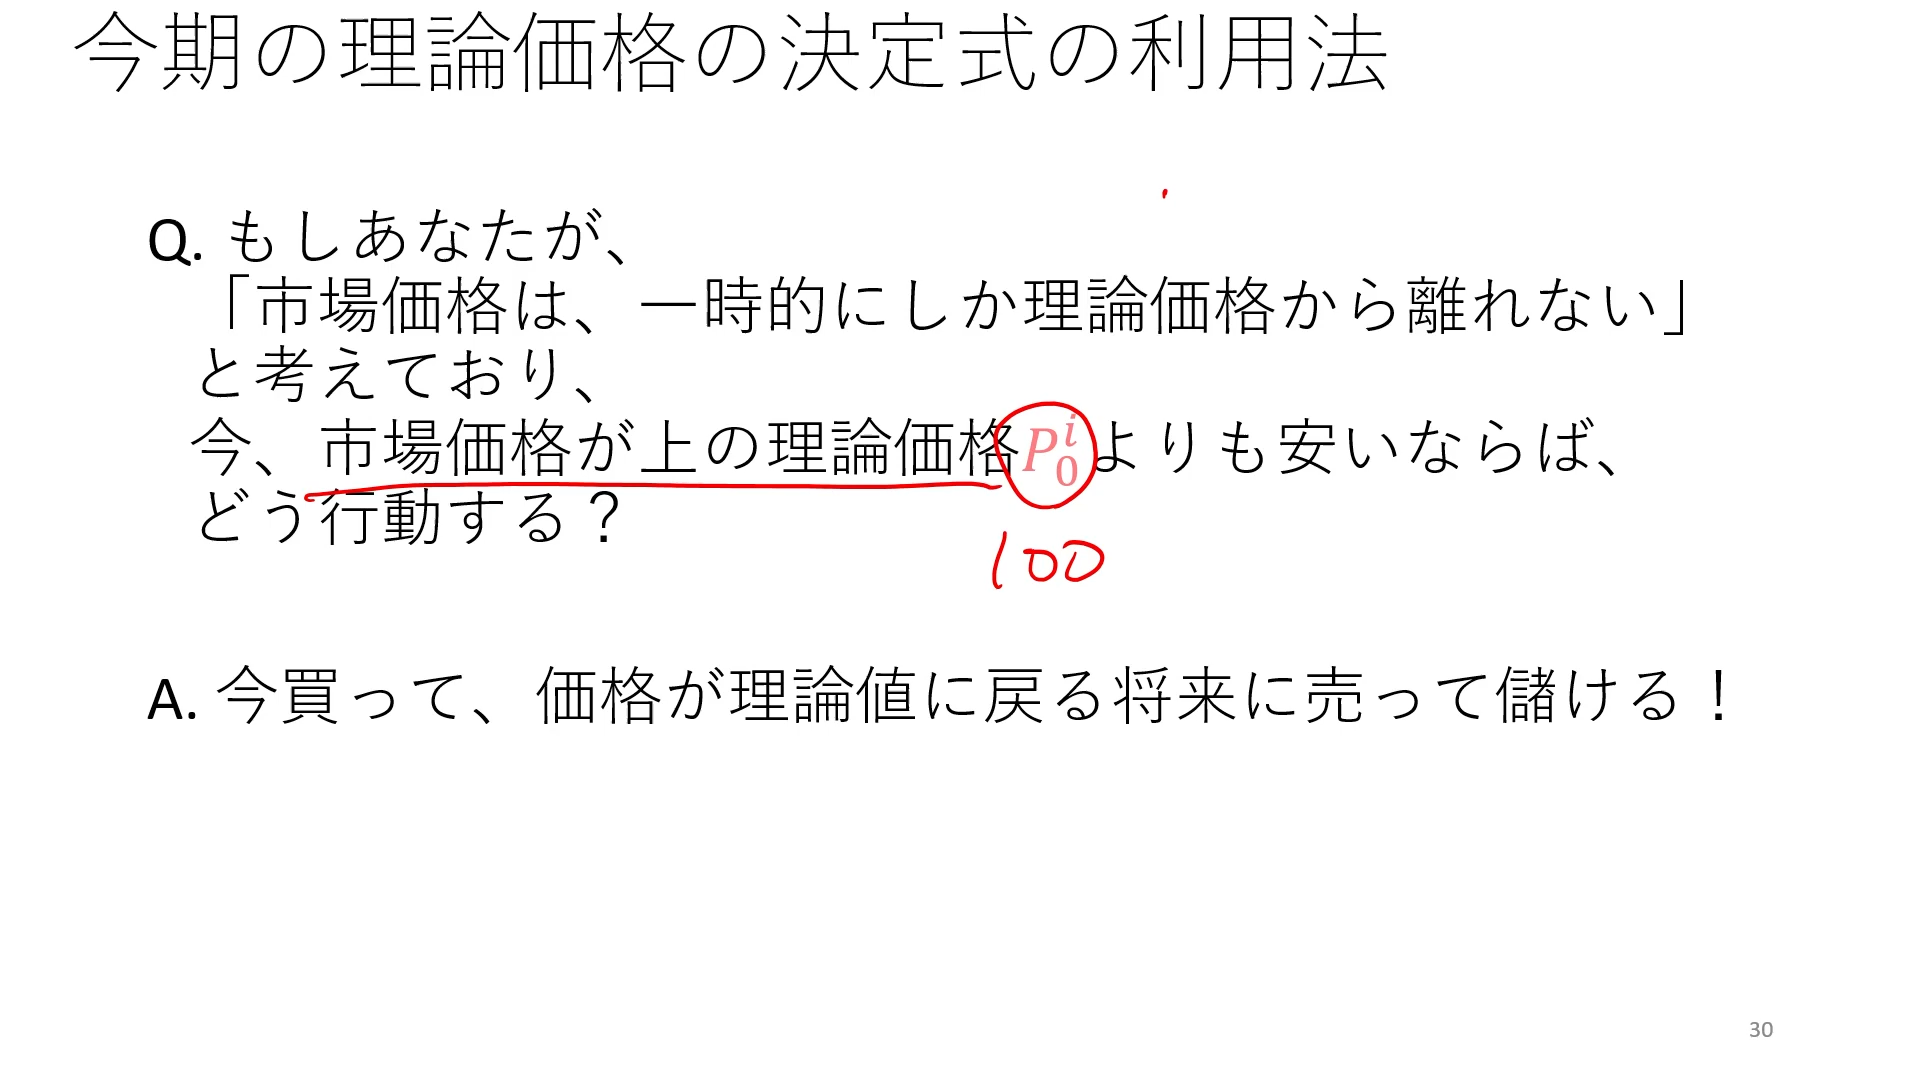 今期の理論価格の決定式の利用法
Q. もしあなたが、
「市場価格は、一時的にしか理論価格から離れない」
と考えており、
今、市場価格が上の理論価格 P₀ⁱ よりも安いならば、
どう行動する？
100
A. 今買って、価格が理論値に戻る将来に売って儲ける！
30